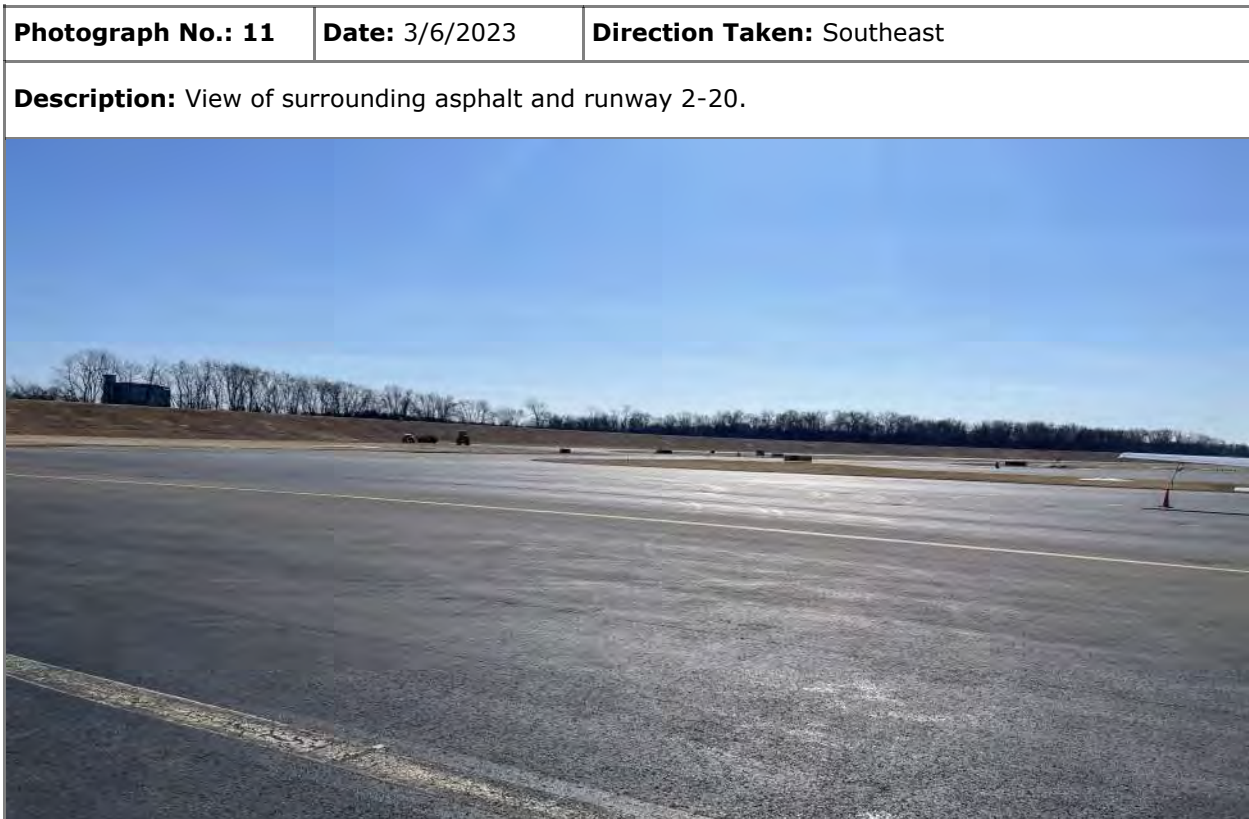 Photograph No.: 11 Date: 3/6/2023 Direction Taken: Southeast
Description: View of surrounding asphalt and runway 2-20.